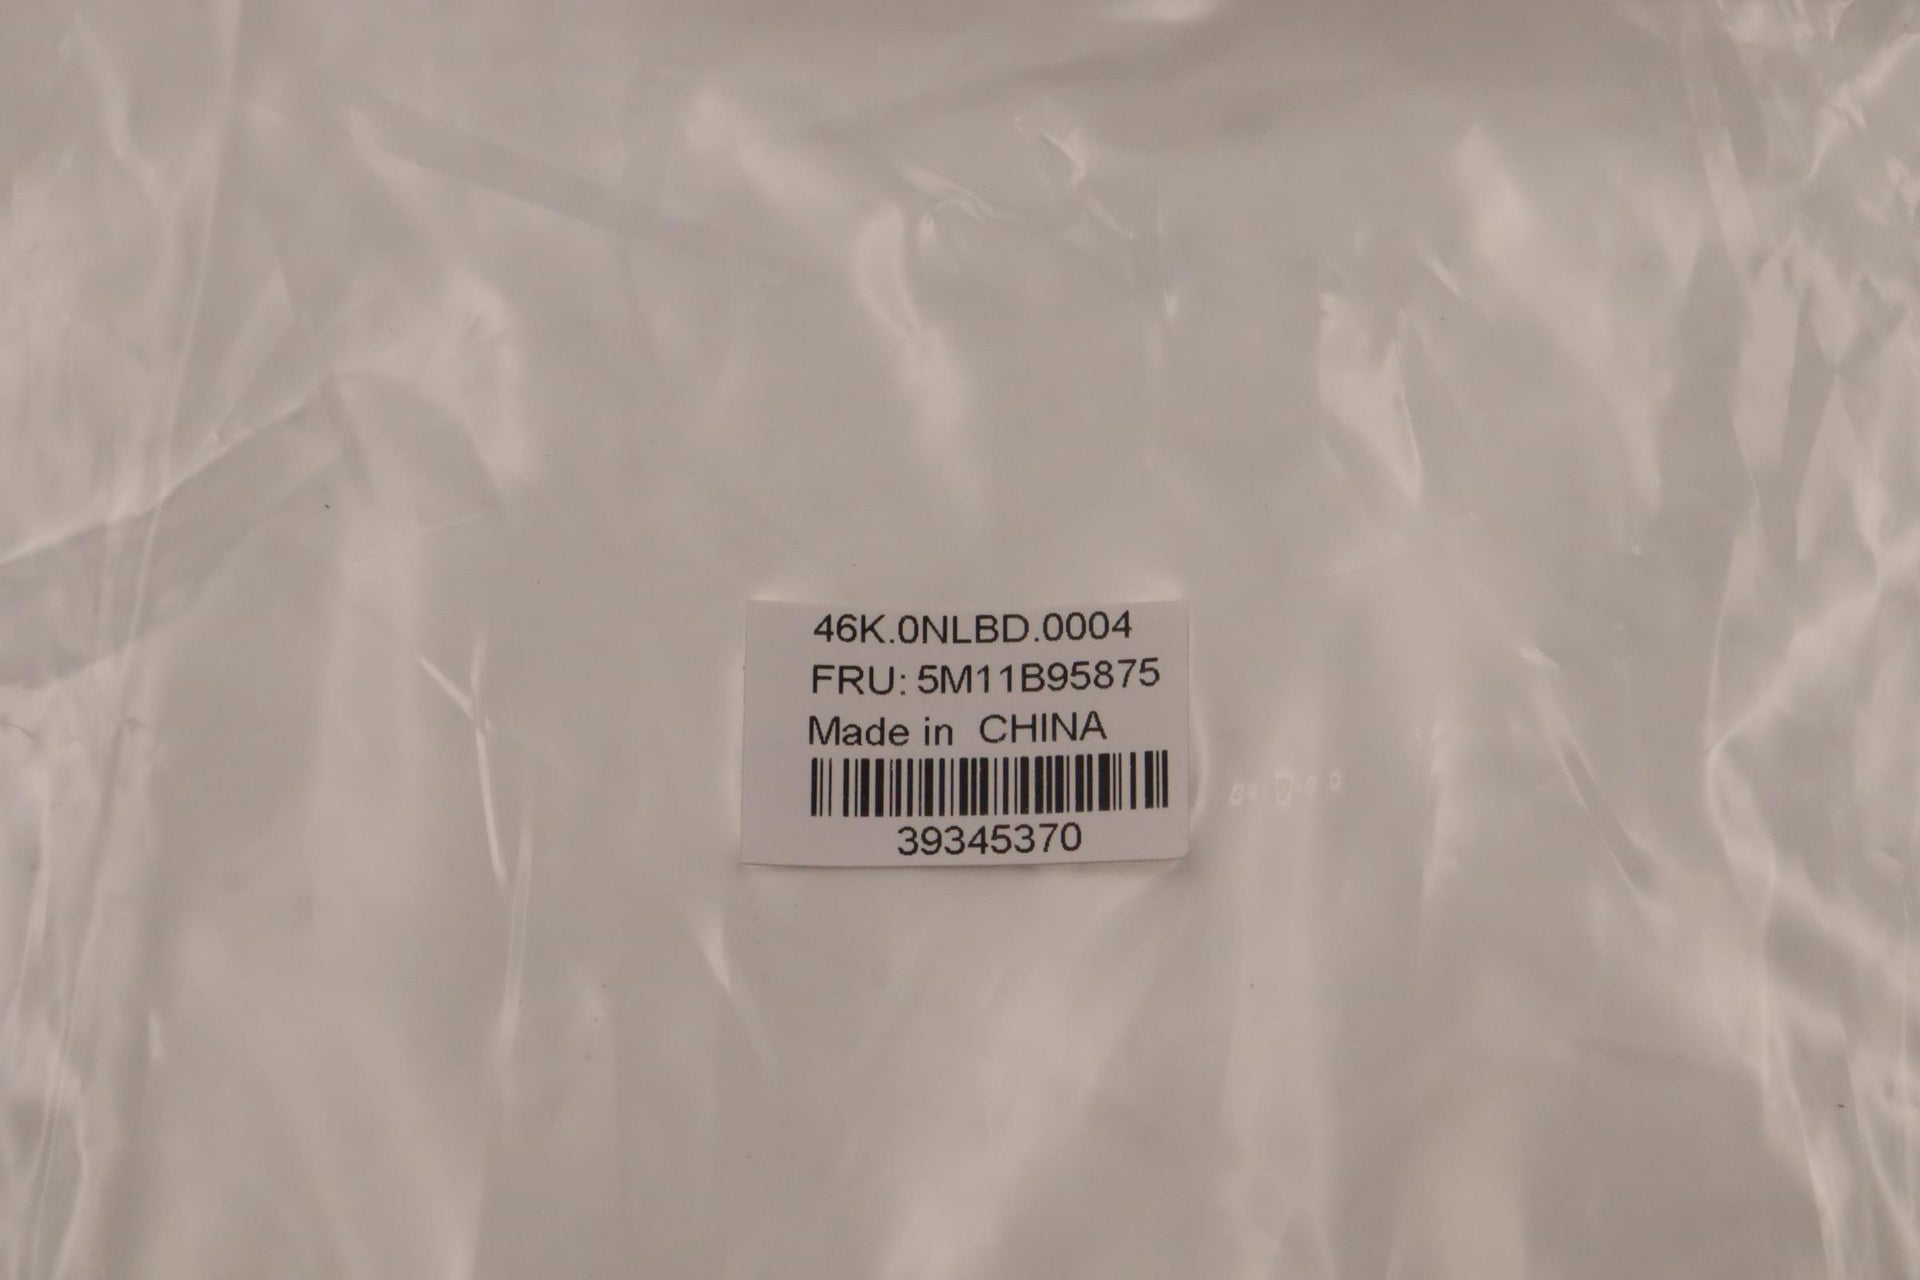 46K.0NLBD.0004
FRU: 5M11B95875
Made in  CHINA
39345370